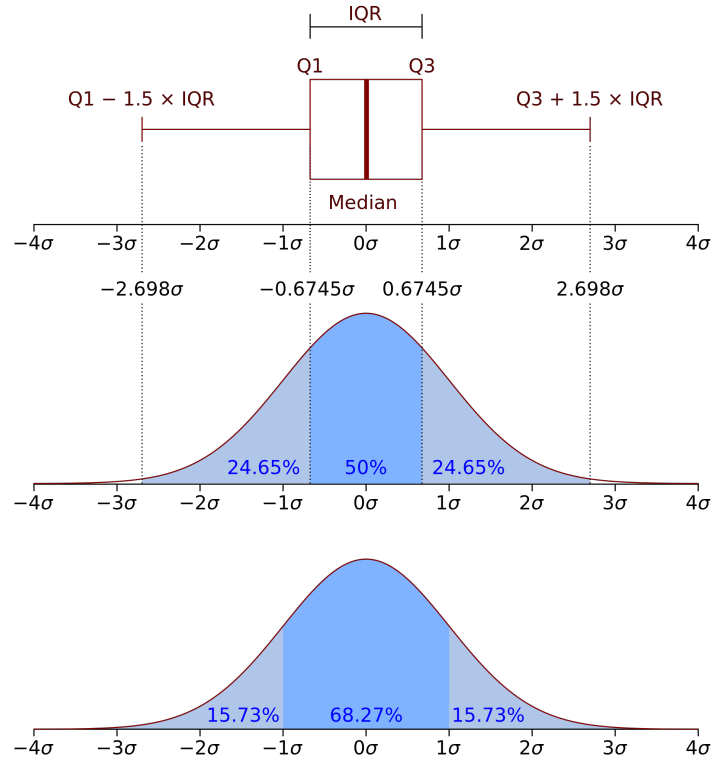 IQR
Q1 Q3
Q1 − 1.5 × IQR Q3 + 1.5 × IQR
Median
−4σ −3σ −2σ −1σ 0σ 1σ 2σ 3σ 4σ
−2.698σ −0.6745σ 0.6745σ 2.698σ
24.65% 50% 24.65%
−4σ −3σ −2σ −1σ 0σ 1σ 2σ 3σ 4σ
15.73% 68.27% 15.73%
−4σ −3σ −2σ −1σ 0σ 1σ 2σ 3σ 4σ